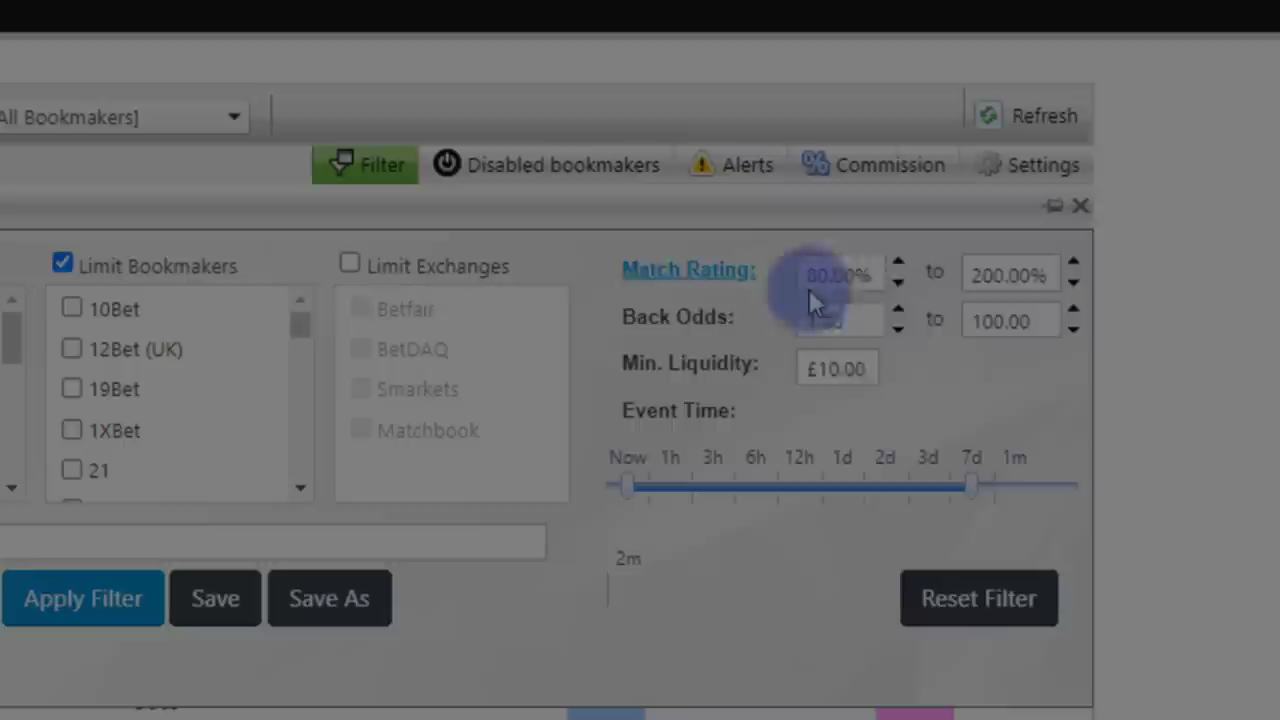 All Bookmakers]
Refresh
Filter
Disabled bookmakers
Alerts
Commission
Settings
Limit Bookmakers
Limit Exchanges
Match Rating:
80.00%
to
200.00%
10Bet
Betfair
Back Odds:
to
100.00
12Bet (UK)
BetDAQ
Min. Liquidity:
£10.00
19Bet
Smarkets
Event Time:
1XBet
Matchbook
Now 1h 3h 6h 12h 1d 2d 3d 7d 1m
21
2m
Apply Filter
Save
Save As
Reset Filter